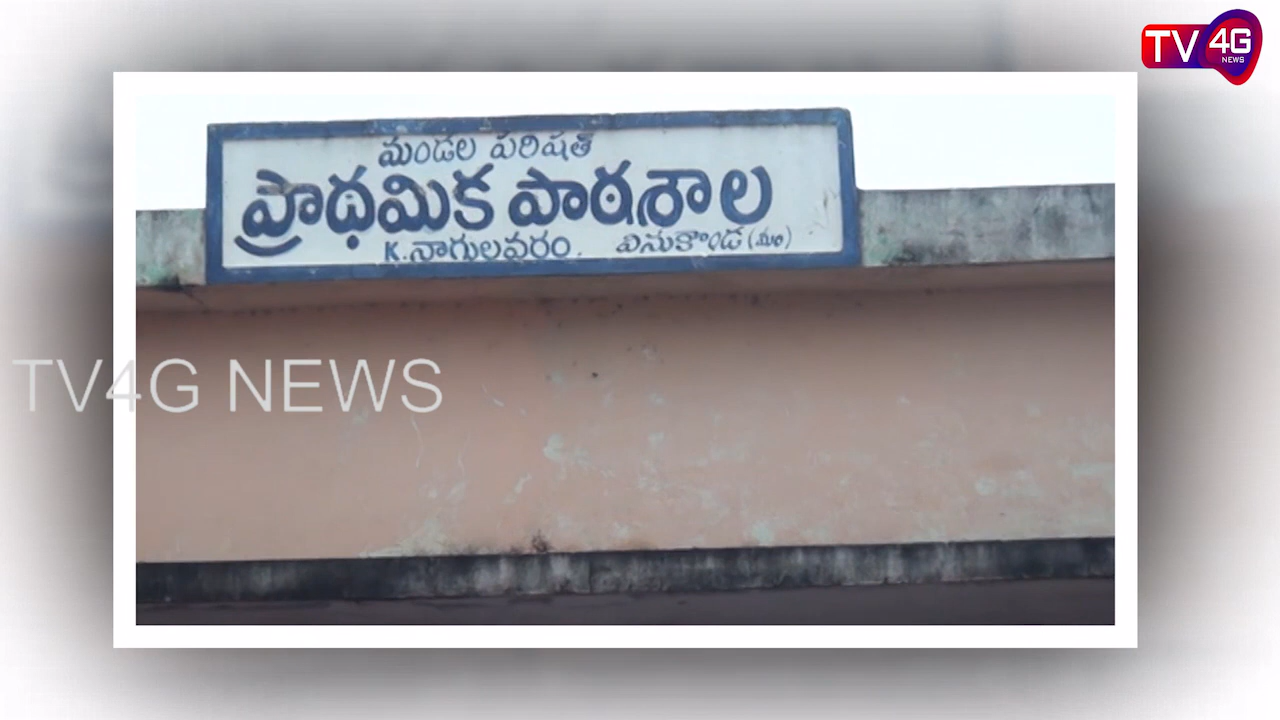 TV 4G
NEWS
మండల పరిషత్
ప్రాథమిక పాఠశాల
K.నాగులవరం. వినుకొండ (మం)
TV4G NEWS